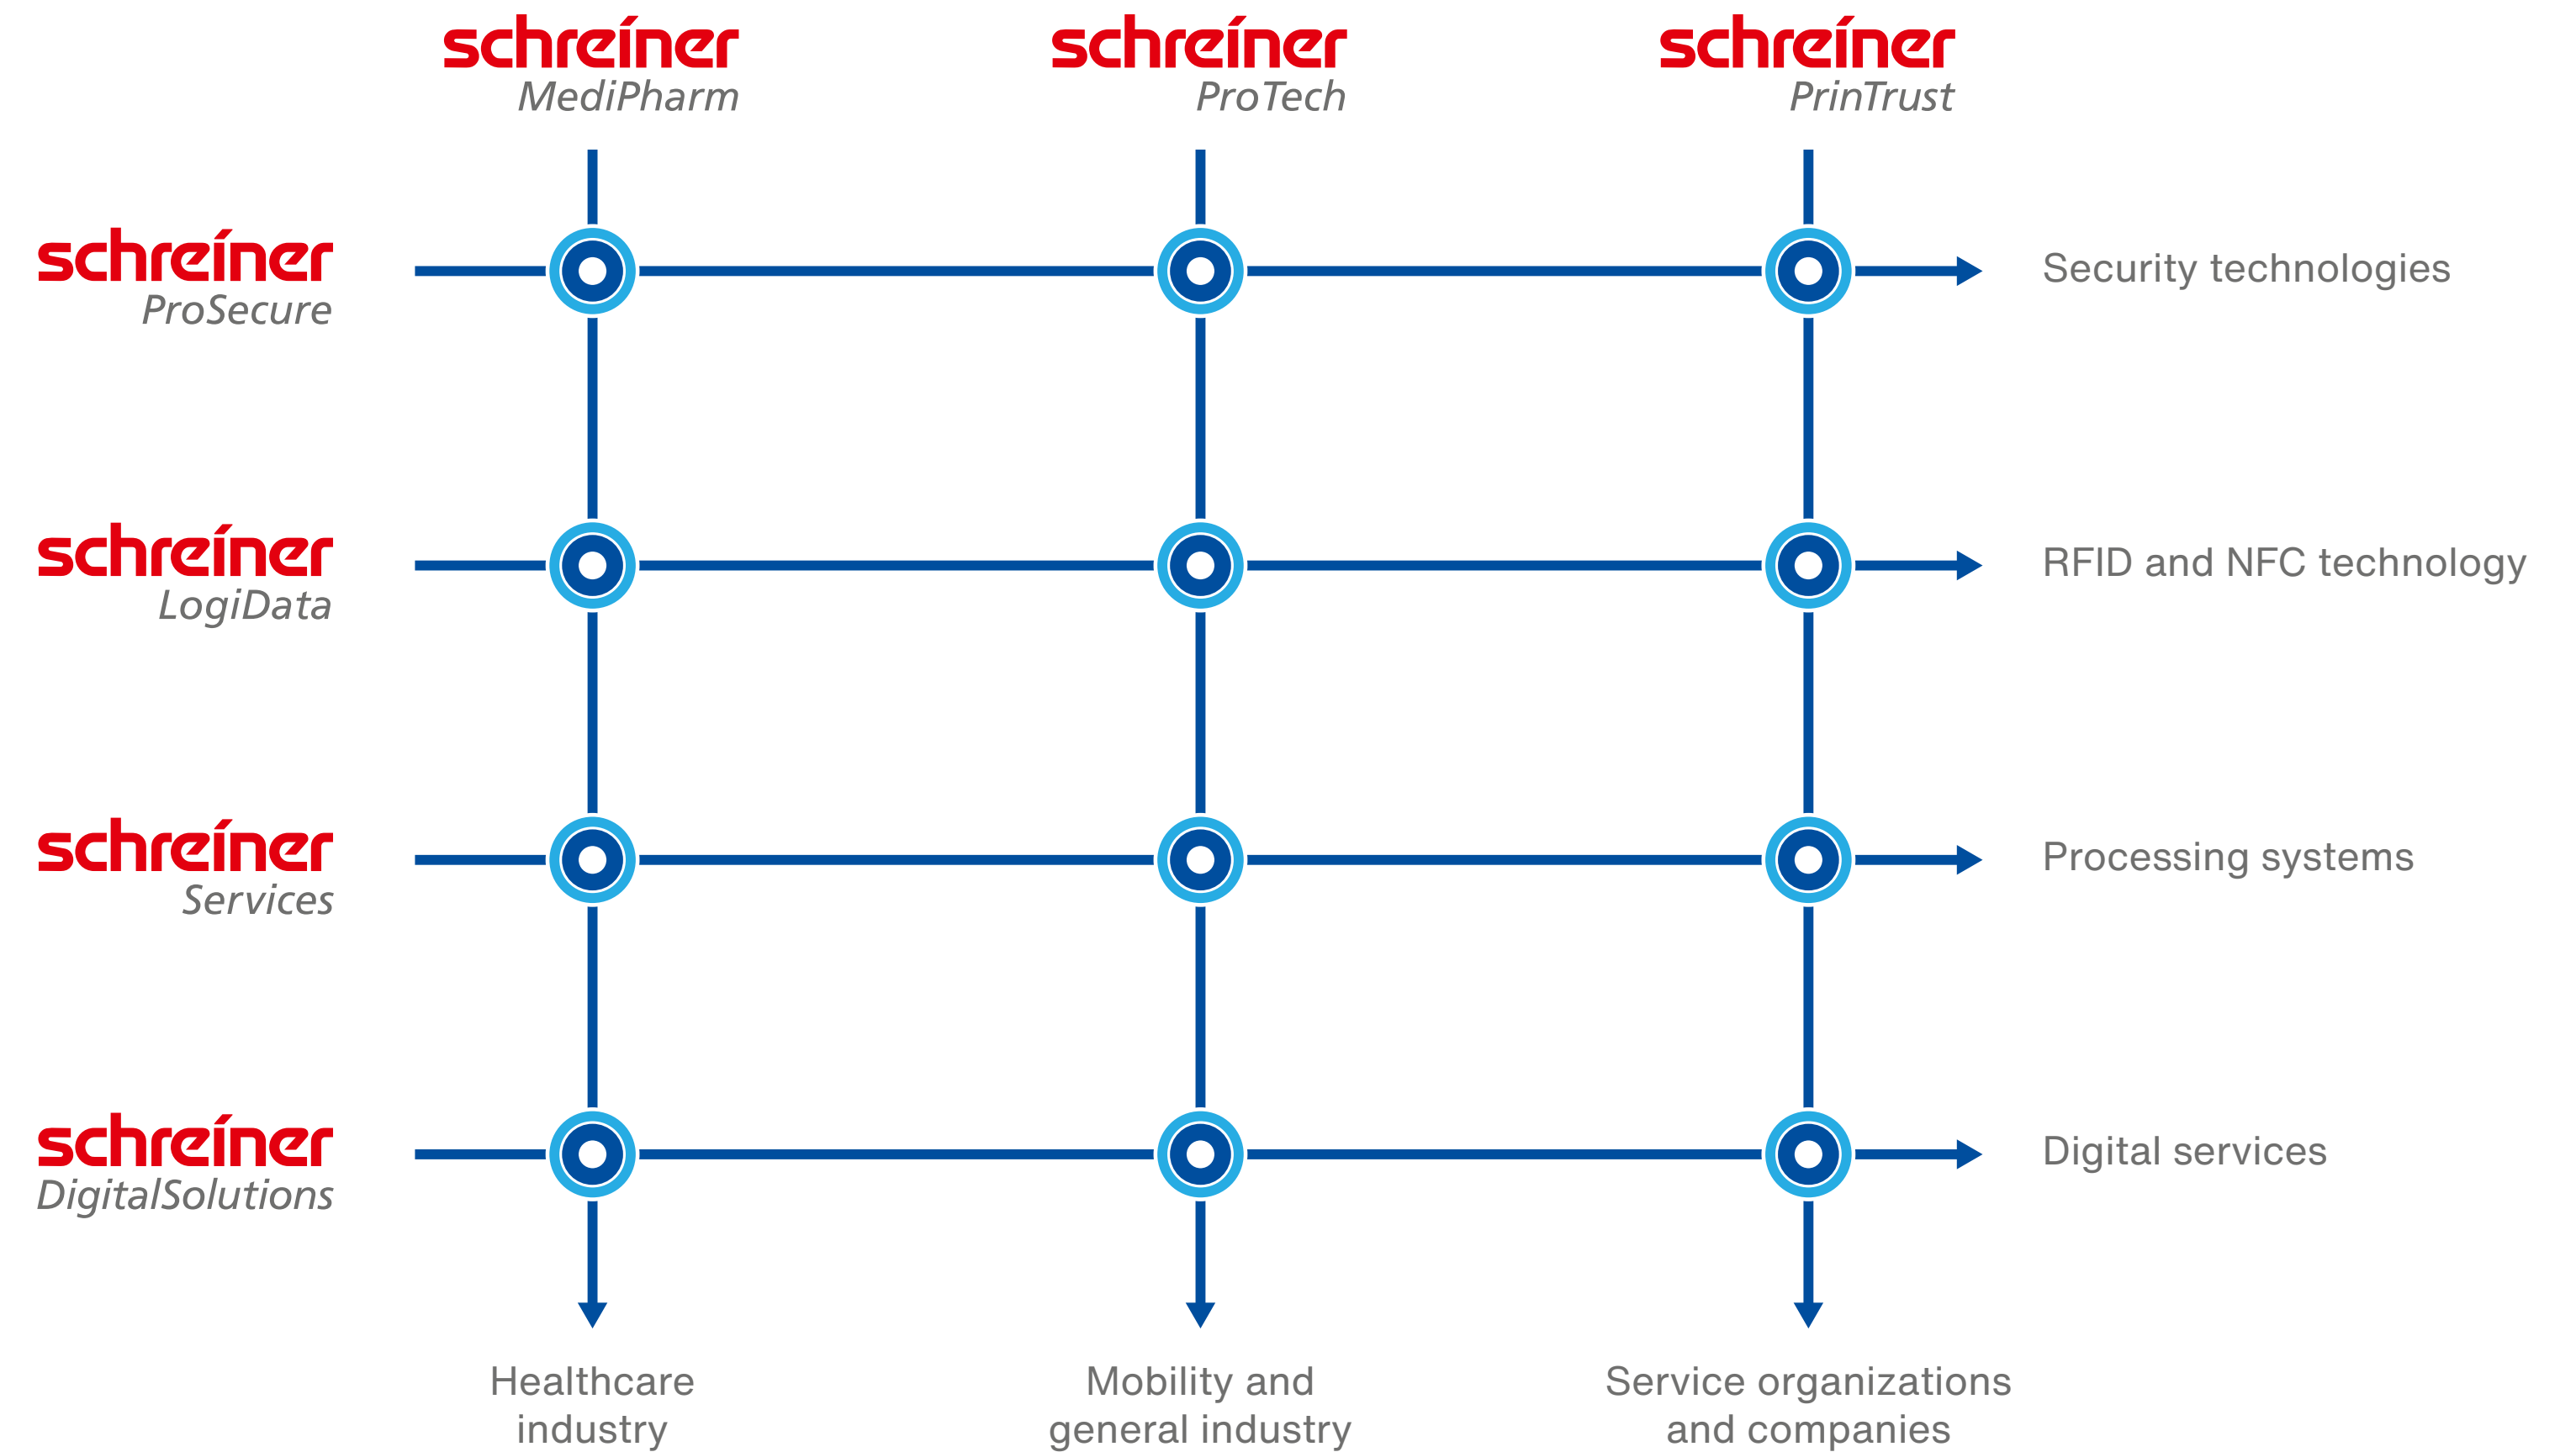 schreiner
MediPharm
schreiner
ProTech
schreiner
PrinTrust
schreiner
ProSecure
Security technologies
schreiner
LogiData
RFID and NFC technology
schreiner
Services
Processing systems
schreiner
DigitalSolutions
Digital services
Healthcare
industry
Mobility and
general industry
Service organizations
and companies